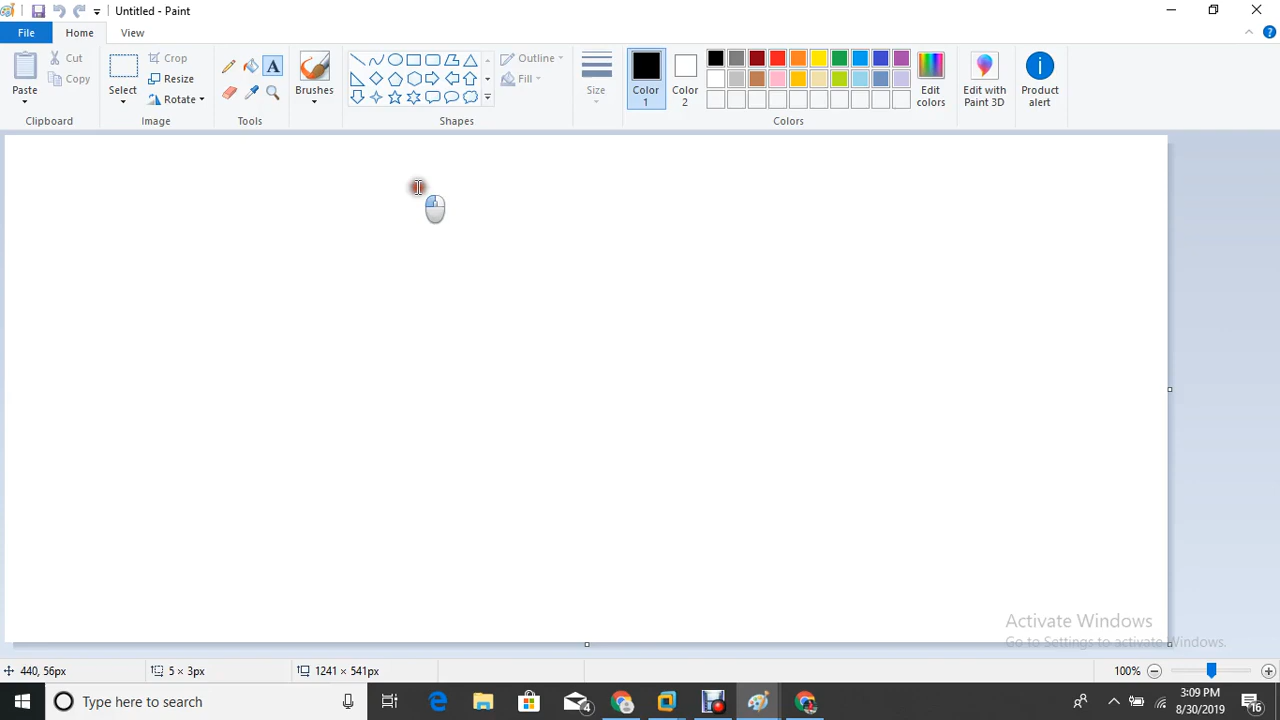 Untitled - Paint
File Home View
Paste
Cut
Copy
Clipboard
Select
Crop
Resize
Rotate
Image
A
Tools
Brushes
Shapes
Outline
Fill
Size
Color 1
Color 2
Colors
Edit colors
Edit with Paint 3D
Product alert
Activate Windows
Go to Settings to activate Windows.
440, 56px
5 × 3px
1241 × 541px
100%
Type here to search
4
3:09 PM
8/30/2019
16